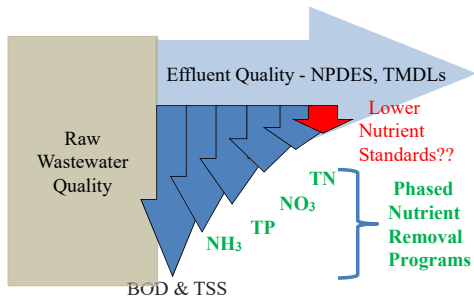 Effluent Quality - NPDES, TMDLs
Raw
Wastewater
Quality
Lower
Nutrient
Standards??
TN
NO₃
TP
NH₃
BOD & TSS
Phased
Nutrient
Removal
Programs